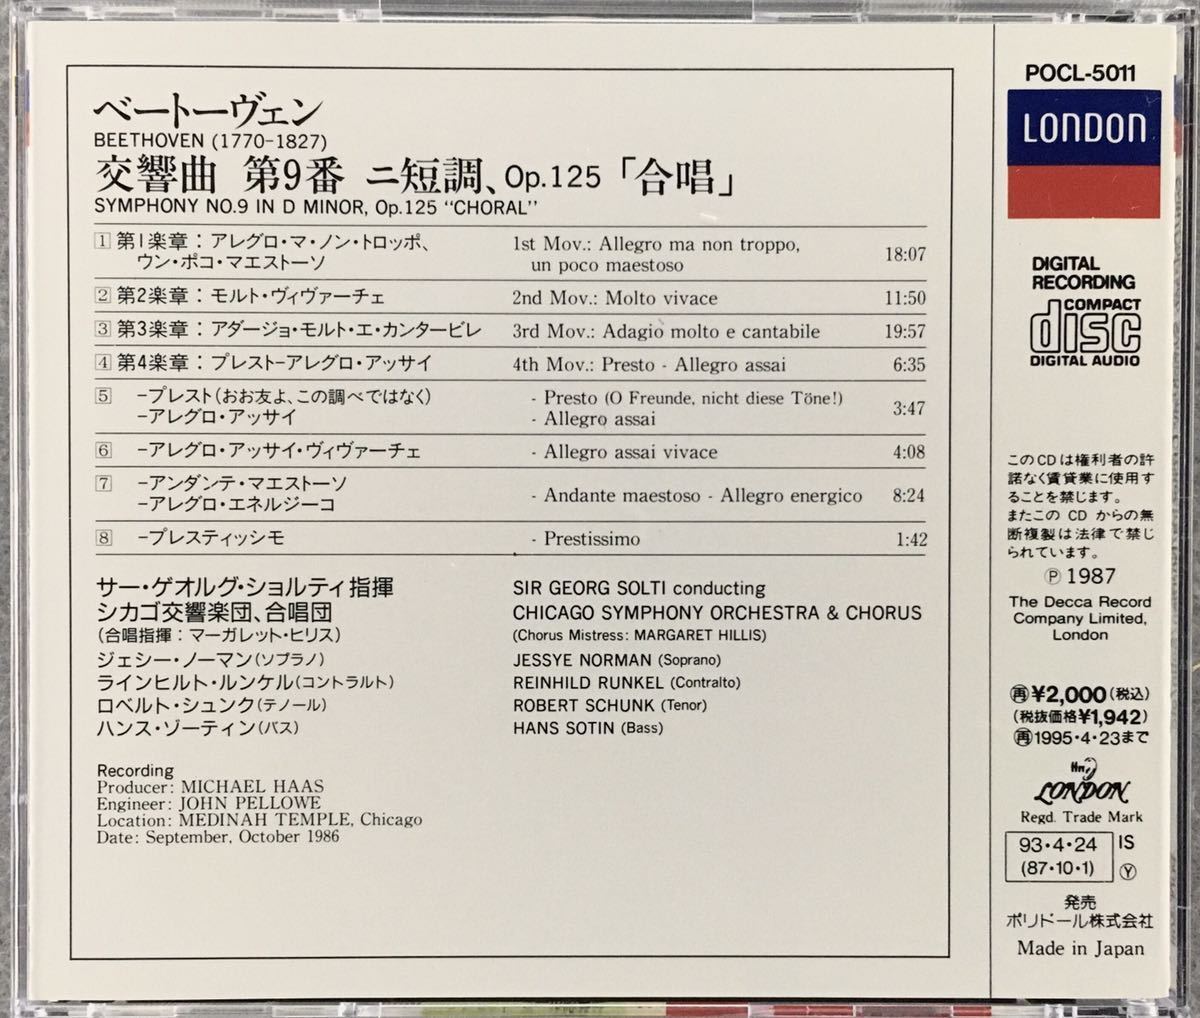 ベートーヴェン
BEETHOVEN (1770-1827)
交響曲 第9番 ニ短調、Op.125「合唱」
SYMPHONY NO.9 IN D MINOR, Op.125 “CHORAL”
1 第1楽章：アレグロ・マ・ノン・トロッポ、
ウン・ポコ・マエストーソ
1st Mov.: Allegro ma non troppo,
un poco maestoso
18:07
2 第2楽章：モルト・ヴィヴァーチェ 2nd Mov.: Molto vivace 11:50
3 第3楽章：アダージョ・モルト・エ・カンタービレ 3rd Mov.: Adagio molto e cantabile 19:57
4 第4楽章：プレスト－アレグロ・アッサイ 4th Mov.: Presto - Allegro assai 6:35
5 －プレスト(おお友よ、この調べではなく)
－アレグロ・アッサイ
- Presto (O Freunde, nicht diese Töne!)
- Allegro assai
3:47
6 －アレグロ・アッサイ・ヴィヴァーチェ - Allegro assai vivace 4:08
7 －アンダンテ・マエストーソ
－アレグロ・エネルジーコ
- Andante maestoso - Allegro energico 8:24
8 －プレスティッシモ - Prestissimo 1:42
サー・ゲオルグ・ショルティ指揮
シカゴ交響楽団、合唱団
(合唱指揮：マーガレット・ヒリス)
ジェシー・ノーマン(ソプラノ)
ラインヒルト・ルンケル(コントラルト)
ロベルト・シュンク(テノール)
ハンス・ゾーティン(バス)
SIR GEORG SOLTI conducting
CHICAGO SYMPHONY ORCHESTRA & CHORUS
(Chorus Mistress: MARGARET HILLIS)
JESSYE NORMAN (Soprano)
REINHILD RUNKEL (Contralto)
ROBERT SCHUNK (Tenor)
HANS SOTIN (Bass)
Recording
Producer: MICHAEL HAAS
Engineer: JOHN PELLOWE
Location: MEDINAH TEMPLE, Chicago
Date: September, October 1986
POCL-5011
LONDON
DIGITAL
RECORDING
COMPACT
disc
DIGITAL AUDIO
このCDは権利者の許
諾なく賃貸業に使用す
ることを禁じます。
またこの CD からの無
断複製は法律で禁じ
られています。
Ⓟ 1987
The Decca Record
Company Limited,
London
再¥2,000(税込)
(税抜価格¥1,942)
再1995・4・23まで
LONDON
Regd. Trade Mark
93・4・24
(87・10・1)
IS
Ⓨ
発売
ポリドール株式会社
Made in Japan